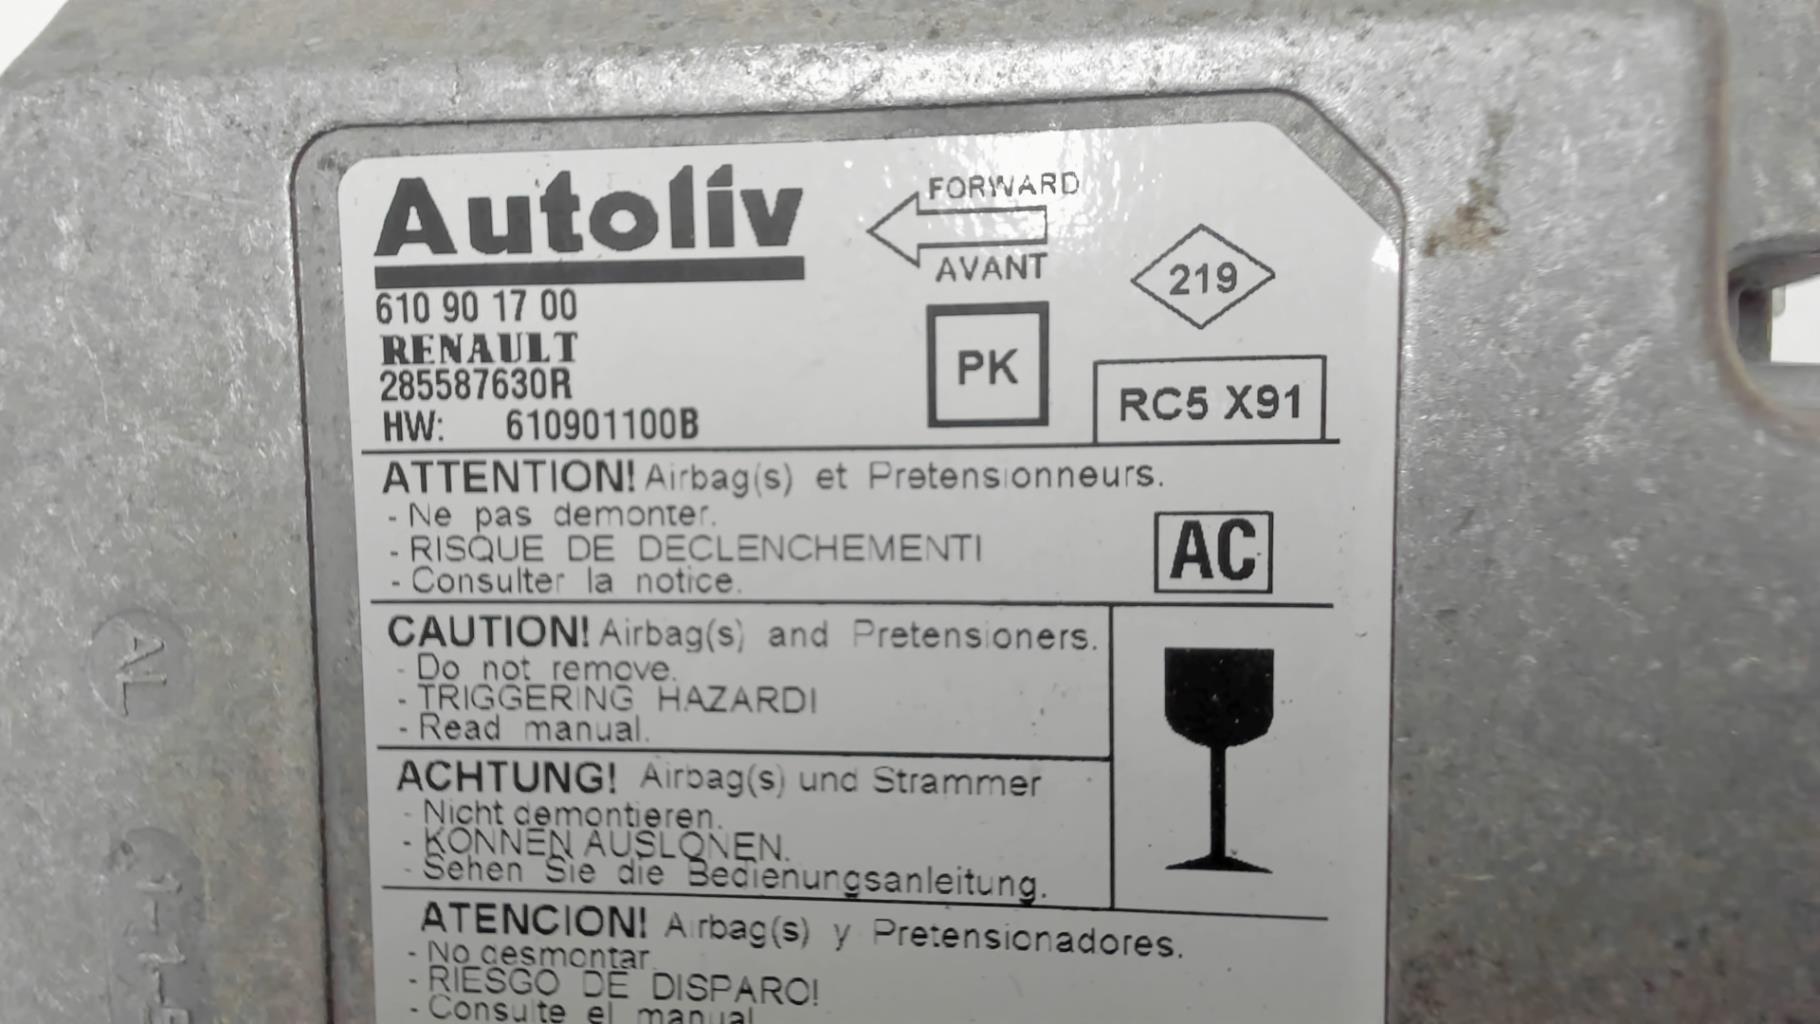 Autoliv
FORWARD
AVANT
219
610 90 17 00
RENAULT
285587630R
HW: 610901100B
PK
RC5 X91
ATTENTION! Airbag(s) et Pretensionneurs.
- Ne pas demonter.
- RISQUE DE DECLENCHEMENT!
- Consulter la notice.
AC
CAUTION! Airbag(s) and Pretensioners.
- Do not remove.
- TRIGGERING HAZARD!
- Read manual.
ACHTUNG! Airbag(s) und Strammer
- Nicht demontieren.
- KONNEN AUSLONEN.
- Sehen Sie die Bedienungsanleitung.
ATENCION! Airbag(s) y Pretensionadores.
- No desmontar.
- RIESGO DE DISPARO!
- Consulte el manual
AL